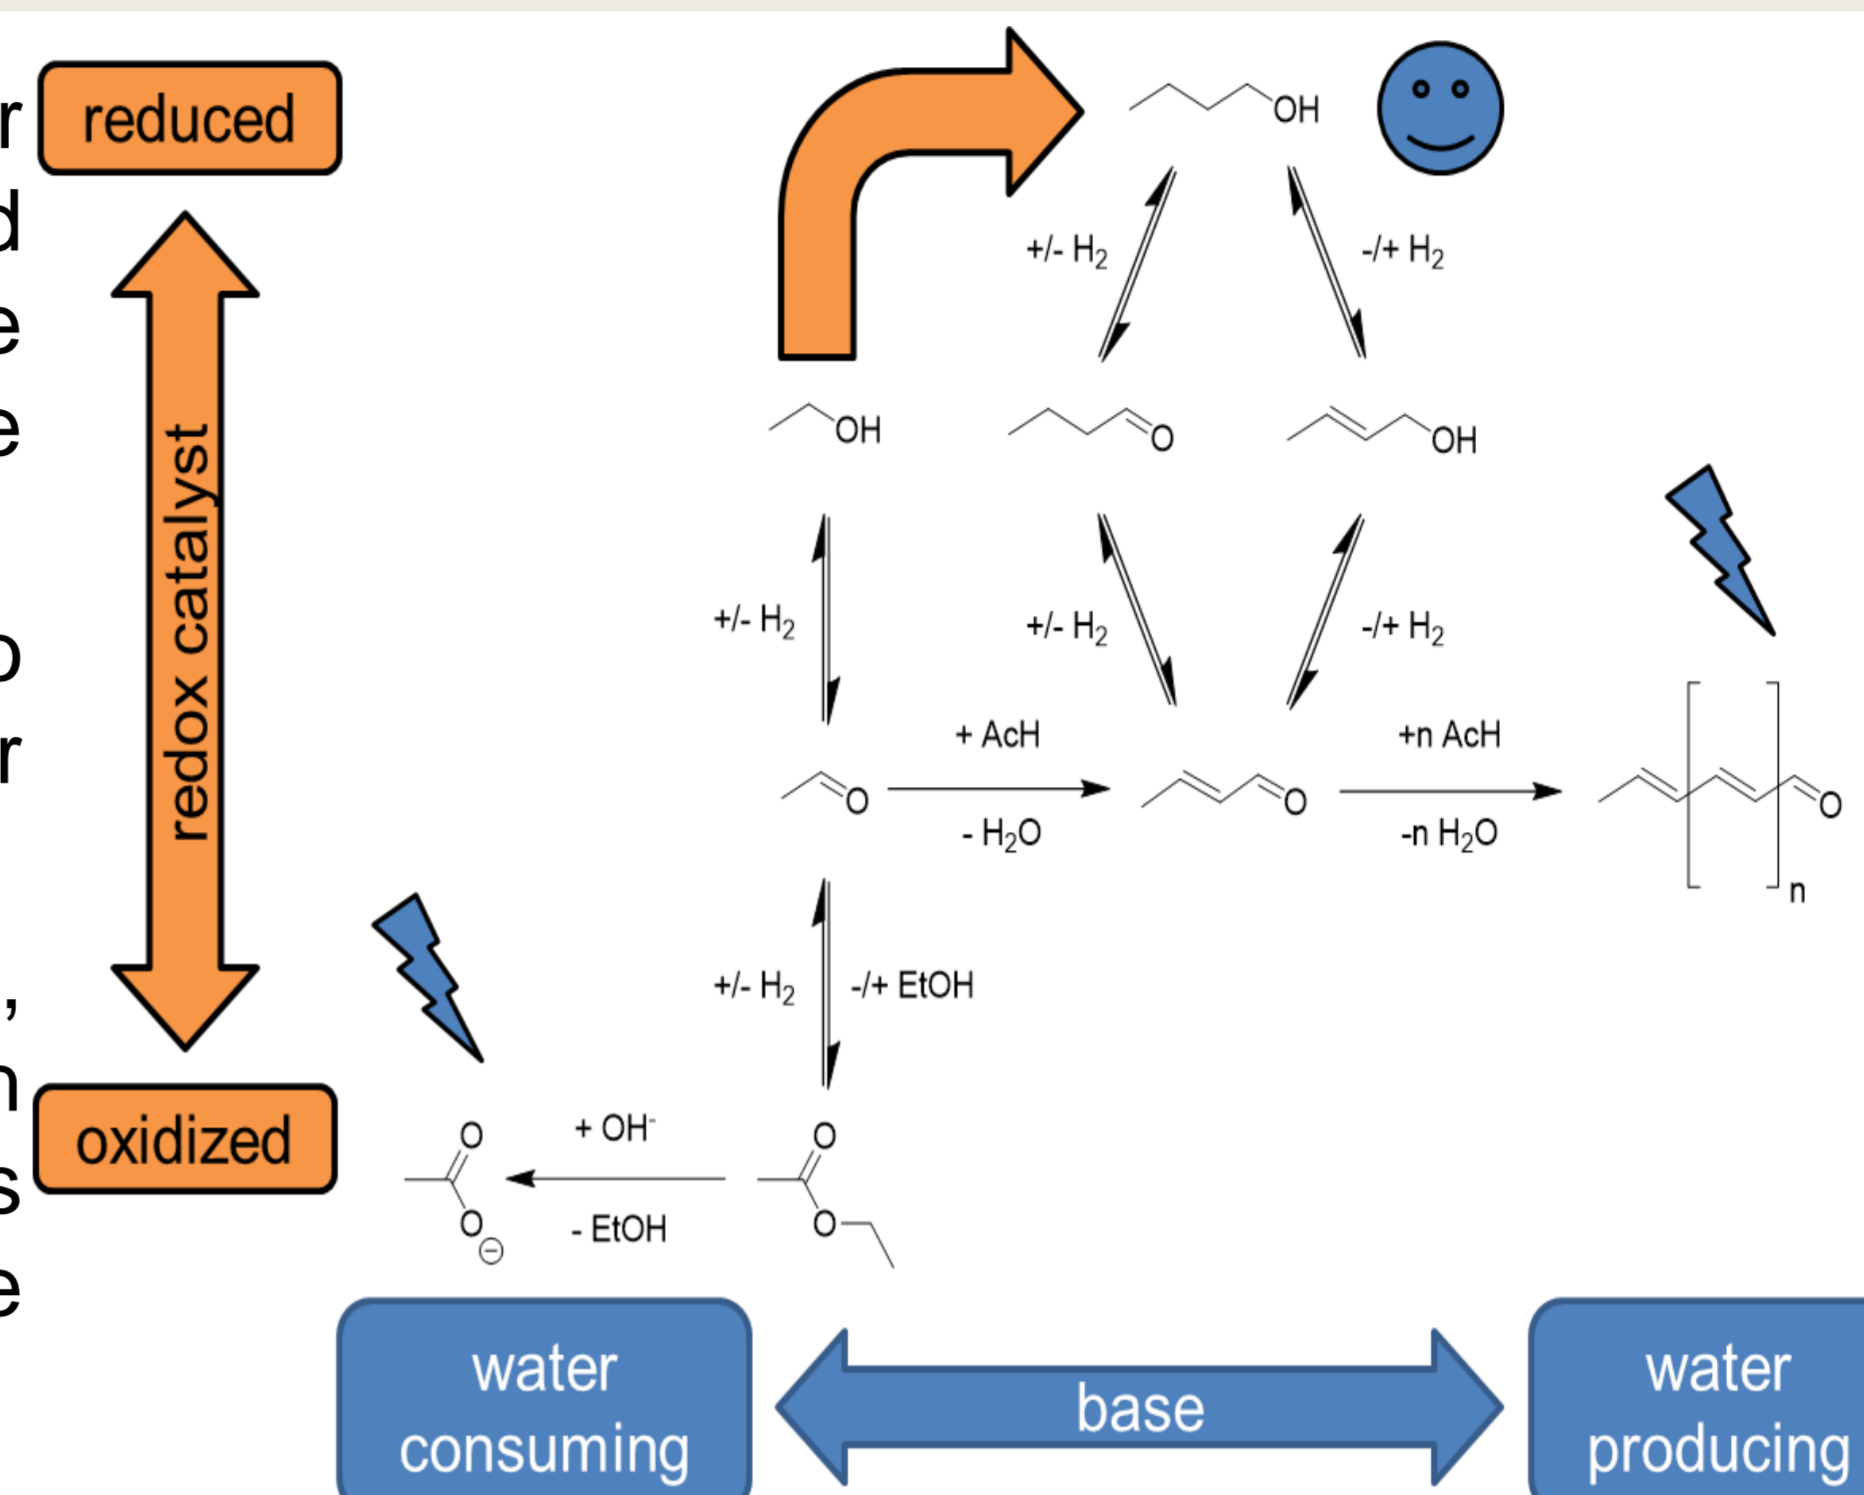 r
d
e
e
o
r
,
n
s
e
reduced
redox catalyst
oxidized
OH
+/- H₂
-/+ H₂
OH
O
OH
+/- H₂
+/- H₂
-/+ H₂
+ AcH
- H₂O
+n AcH
-n H₂O
O
O
O
n
+/- H₂
-/+ EtOH
O
O
⊖
+ OH⁻
- EtOH
O
O
water
consuming
base
water
producing